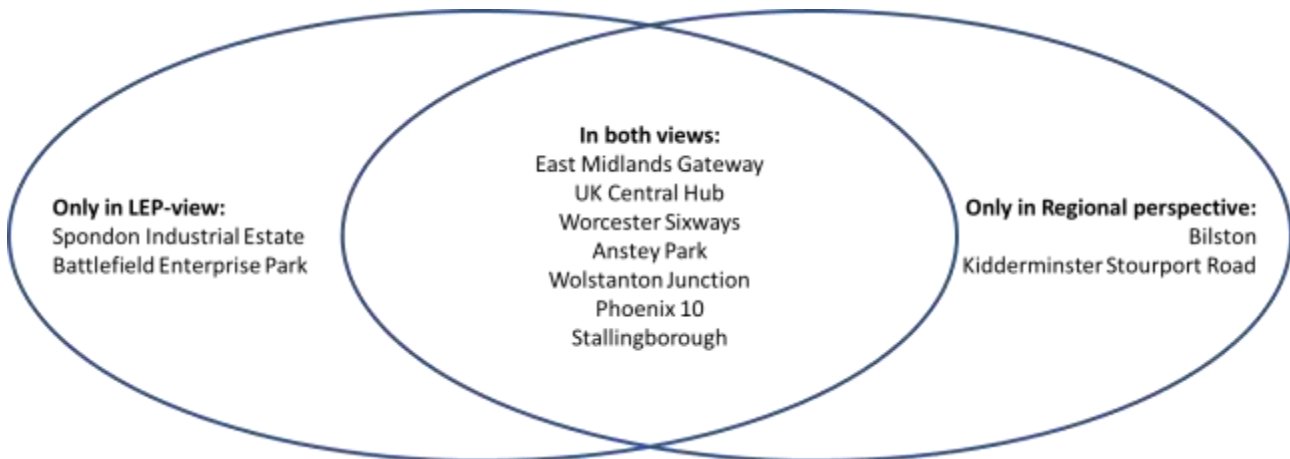 Only in LEP-view:
Spondon Industrial Estate
Battlefield Enterprise Park
In both views:
East Midlands Gateway
UK Central Hub
Worcester Sixways
Anstey Park
Wolstanton Junction
Phoenix 10
Stallingborough
Only in Regional perspective:
Bilston
Kidderminster Stourport Road